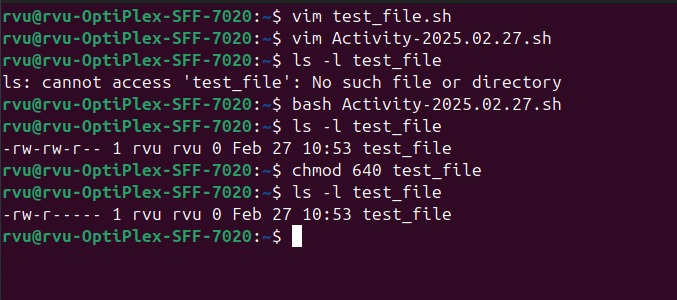 rvu@rvu-OptiPlex-SFF-7020:~$ vim test_file.sh
rvu@rvu-OptiPlex-SFF-7020:~$ vim Activity-2025.02.27.sh
rvu@rvu-OptiPlex-SFF-7020:~$ ls -l test_file
ls: cannot access 'test_file': No such file or directory
rvu@rvu-OptiPlex-SFF-7020:~$ bash Activity-2025.02.27.sh
rvu@rvu-OptiPlex-SFF-7020:~$ ls -l test_file
-rw-rw-r-- 1 rvu rvu 0 Feb 27 10:53 test_file
rvu@rvu-OptiPlex-SFF-7020:~$ chmod 640 test_file
rvu@rvu-OptiPlex-SFF-7020:~$ ls -l test_file
-rw-r----- 1 rvu rvu 0 Feb 27 10:53 test_file
rvu@rvu-OptiPlex-SFF-7020:~$